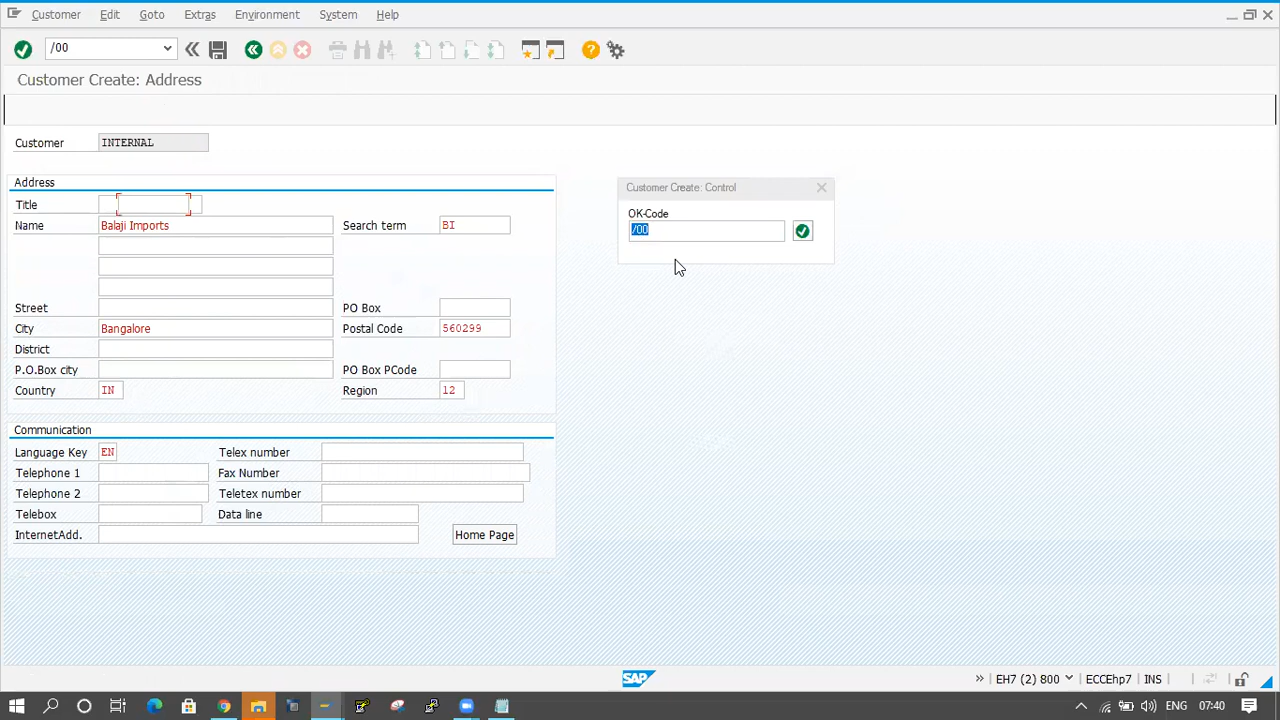 Customer Edit Goto Extras Environment System Help
/00
Customer Create: Address
Customer INTERNAL
Address
Title
Name Balaji Imports Search term BI
Street PO Box
City Bangalore Postal Code 560299
District
P.O.Box city PO Box PCode
Country IN Region 12
Communication
Language Key EN Telex number
Telephone 1 Fax Number
Telephone 2 Teletex number
Telebox Data line
InternetAdd. Home Page
Customer Create: Control
OK-Code
/00
SAP
» EH7 (2) 800 ECCEhp7 INS
ENG 07:40